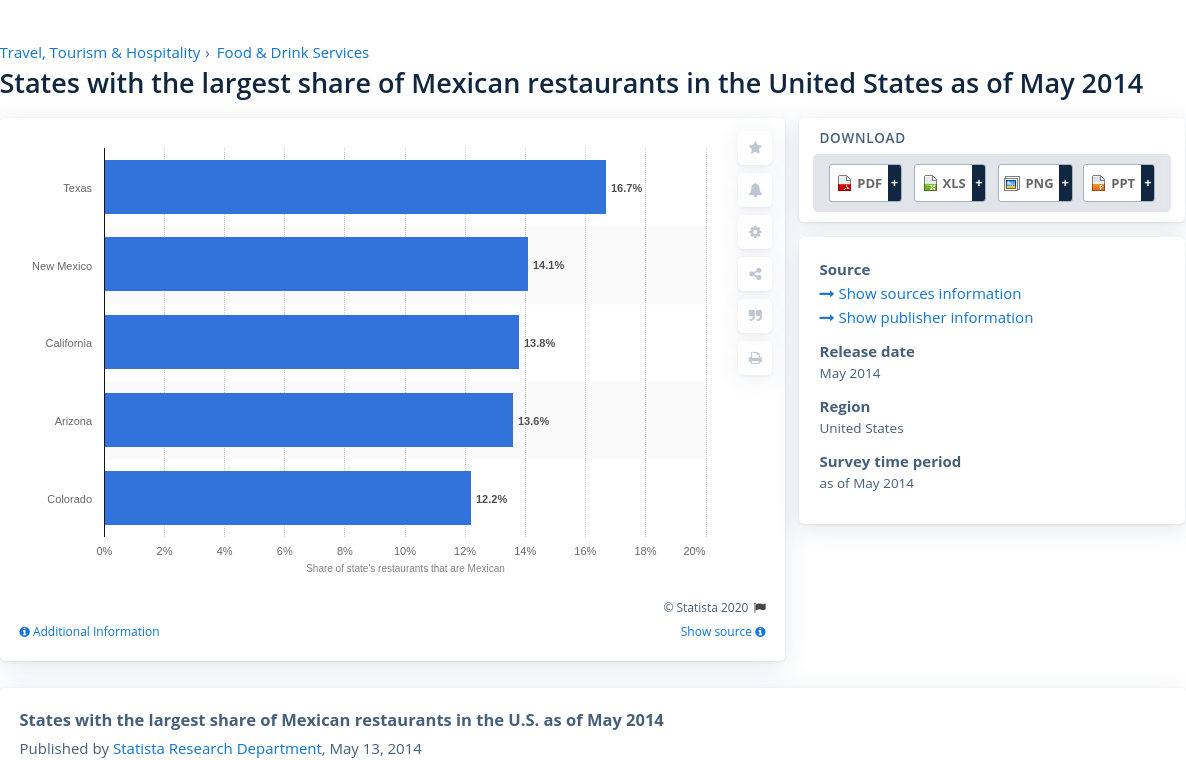 Travel, Tourism & Hospitality › Food & Drink Services
States with the largest share of Mexican restaurants in the United States as of May 2014
Texas
16.7%
New Mexico
14.1%
California
13.8%
Arizona
13.6%
Colorado
12.2%
0% 2% 4% 6% 8% 10% 12% 14% 16% 18% 20%
Share of state's restaurants that are Mexican
© Statista 2020
Additional Information
Show source
DOWNLOAD
PDF + XLS + PNG + PPT +
Source
Show sources information
Show publisher information
Release date
May 2014
Region
United States
Survey time period
as of May 2014
States with the largest share of Mexican restaurants in the U.S. as of May 2014
Published by Statista Research Department, May 13, 2014